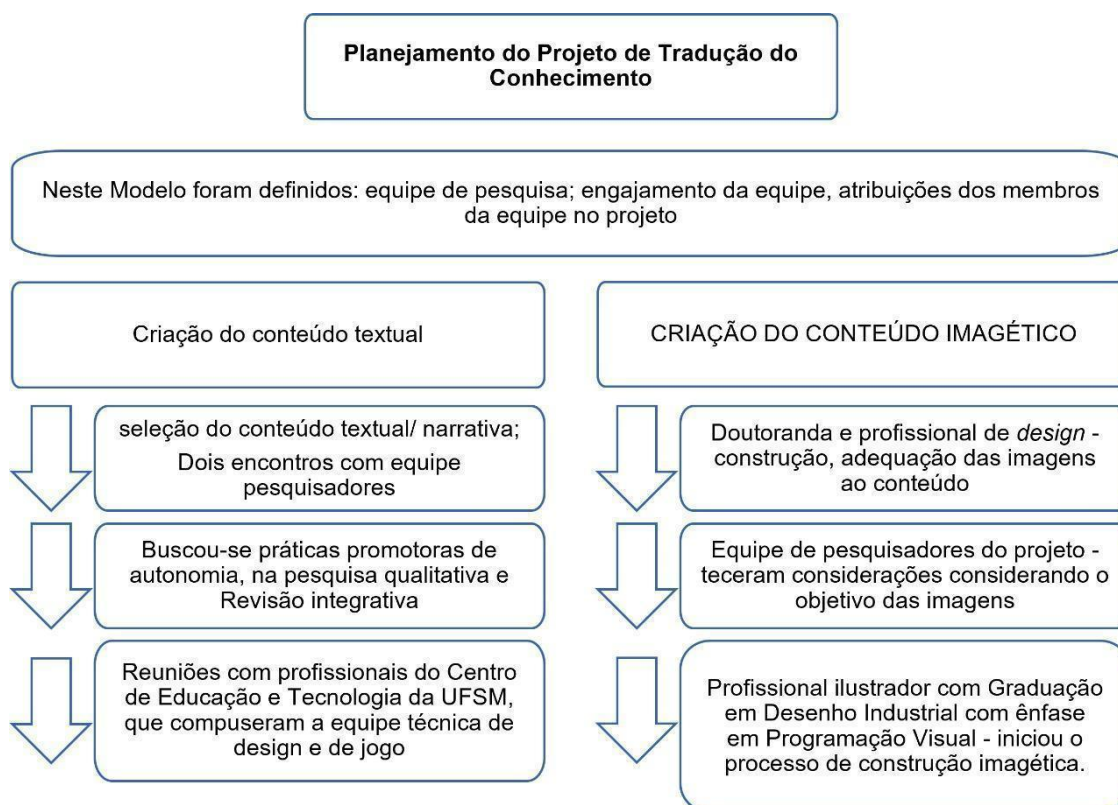 Planejamento do Projeto de Tradução do
Conhecimento
Neste Modelo foram definidos: equipe de pesquisa; engajamento da equipe, atribuições dos membros
da equipe no projeto
Criação do conteúdo textual
seleção do conteúdo textual/ narrativa;
Dois encontros com equipe
pesquisadores
Buscou-se práticas promotoras de
autonomia, na pesquisa qualitativa e
Revisão integrativa
Reuniões com profissionais do Centro
de Educação e Tecnologia da UFSM,
que compuseram a equipe técnica de
design e de jogo
CRIAÇÃO DO CONTEÚDO IMAGÉTICO
Doutoranda e profissional de design -
construção, adequação das imagens
ao conteúdo
Equipe de pesquisadores do projeto -
teceram considerações considerando o
objetivo das imagens
Profissional ilustrador com Graduação
em Desenho Industrial com ênfase
em Programação Visual - iniciou o
processo de construção imagética.